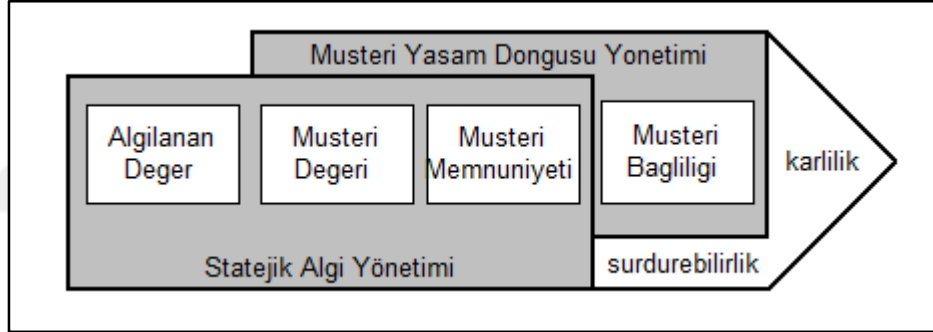 Musteri Yasam Dongusu Yonetimi
Algilanan
Deger
Musteri
Degeri
Musteri
Memnuniyeti
Musteri
Bagliligi
karlilik
Statejik Algi Yönetimi
surdurebilirlik